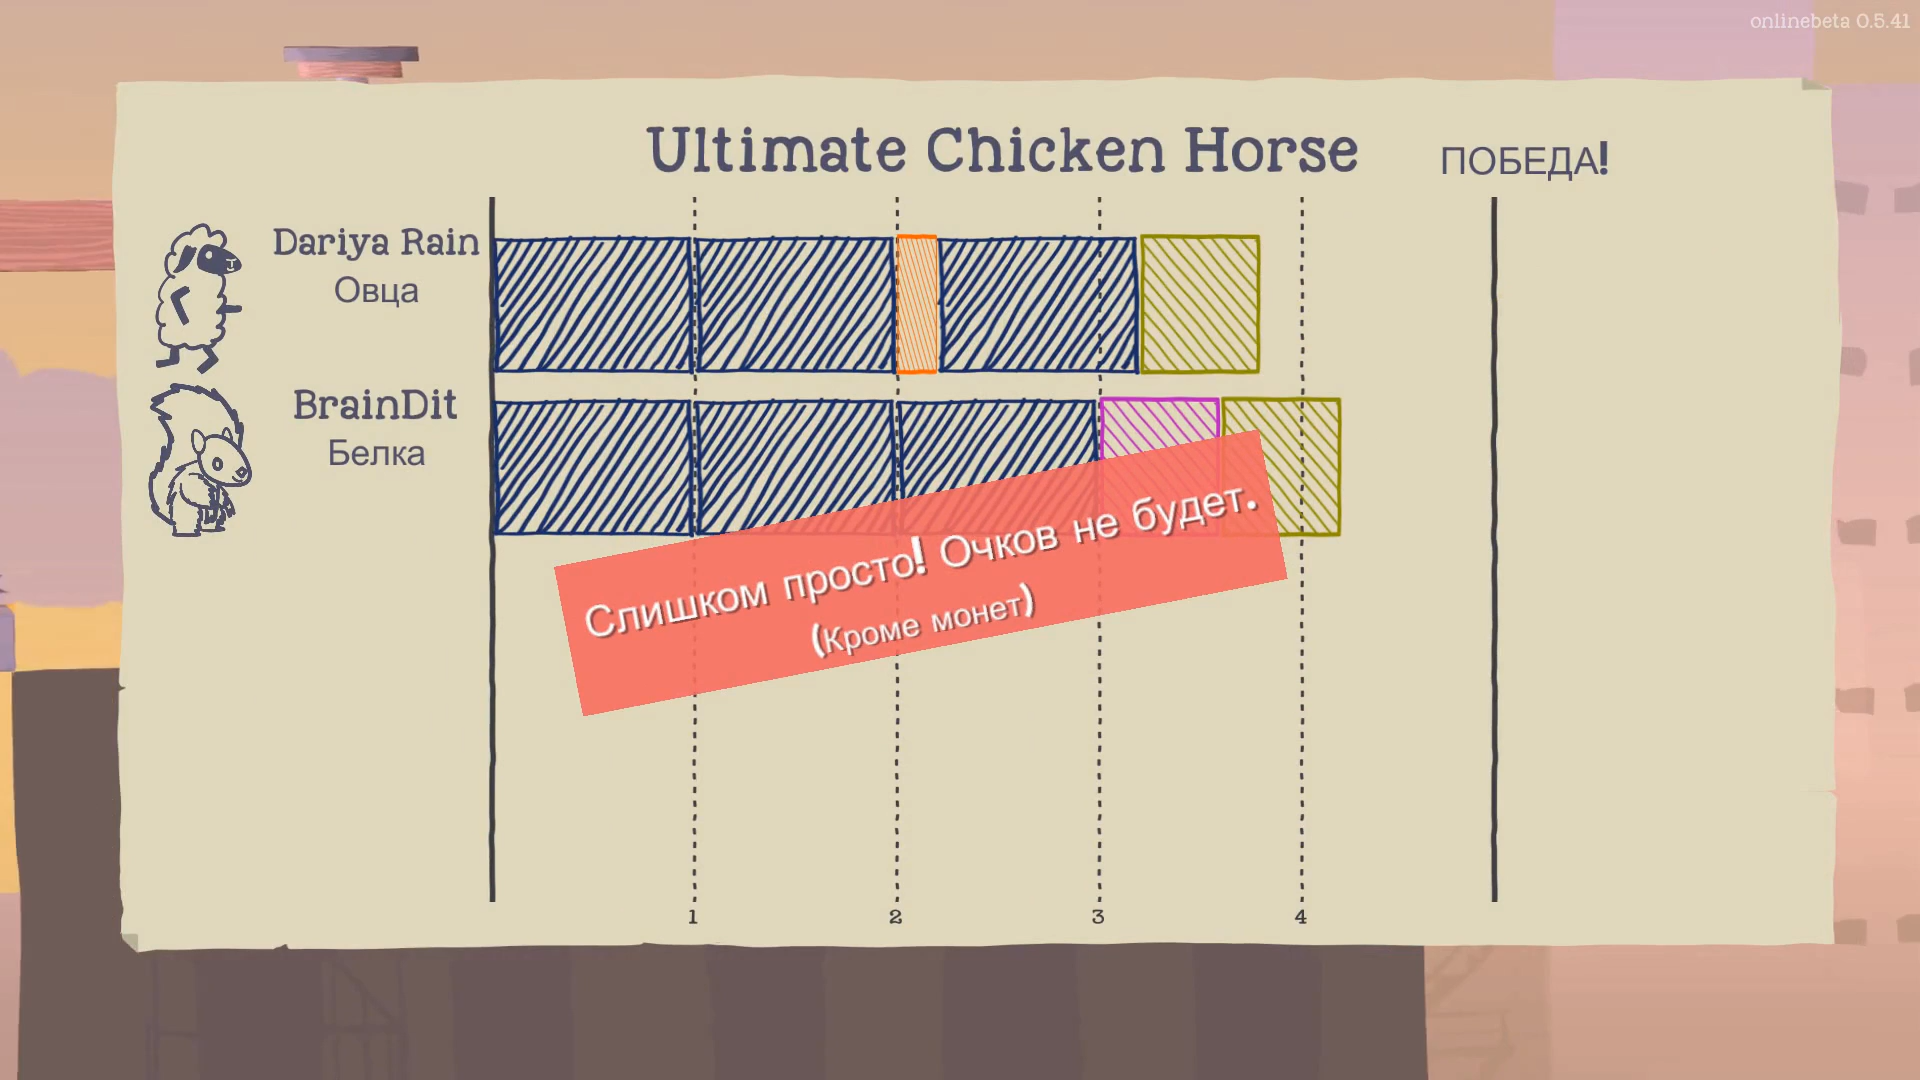 onlinebeta 0.5.41
Ultimate Chicken Horse
ПОБЕДА!
Dariya Rain
Овца
BrainDit
Белка
Слишком просто! Очков не будет.
(Кроме монет)
1 2 3 4